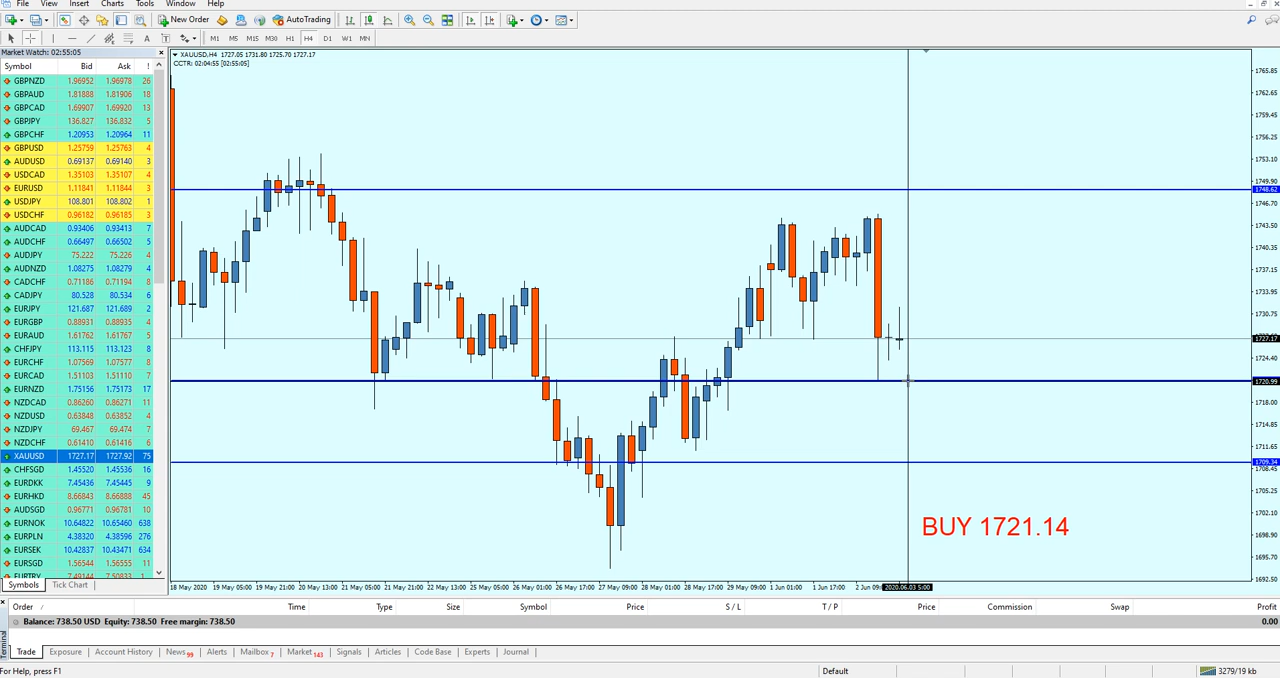 File View Insert Charts Tools Window Help
New Order AutoTrading
A T M1 M5 M15 M30 H1 H4 D1 W1 MN
Market Watch: 02:55:05
Symbol Bid Ask !
GBPNZD 1.96952 1.96978 26
GBPAUD 1.81888 1.81906 18
GBPCAD 1.69907 1.69920 13
GBPJPY 136.827 136.832 5
GBPCHF 1.20953 1.20964 11
GBPUSD 1.25759 1.25763 4
AUDUSD 0.69137 0.69140 3
USDCAD 1.35103 1.35107 4
EURUSD 1.11841 1.11844 3
USDJPY 108.801 108.802 1
USDCHF 0.96182 0.96185 3
AUDCAD 0.93406 0.93413 7
AUDCHF 0.66497 0.66502 5
AUDJPY 75.222 75.226 4
AUDNZD 1.08275 1.08279 4
CADCHF 0.71186 0.71194 8
CADJPY 80.528 80.534 6
EURJPY 121.687 121.689 2
EURGBP 0.88931 0.88935 4
EURAUD 1.61762 1.61767 5
CHFJPY 113.115 113.123 8
EURCHF 1.07569 1.07577 8
EURCAD 1.51103 1.51110 7
EURNZD 1.75156 1.75173 17
NZDCAD 0.86260 0.86271 11
NZDUSD 0.63848 0.63852 4
NZDJPY 69.467 69.474 7
NZDCHF 0.61410 0.61416 6
XAUUSD 1727.17 1727.92 75
CHFSGD 1.45520 1.45536 16
EURDKK 7.45436 7.45445 9
EURHKD 8.66843 8.66888 45
AUDSGD 0.96771 0.96781 10
EURNOK 10.64822 10.65460 638
EURPLN 4.38320 4.38596 276
EURSEK 10.42837 10.43471 634
EURSGD 1.56544 1.56555 11
EURTRY 7.49144 7.50833
Symbols Tick Chart
XAUUSD,H4 1727.05 1731.80 1725.70 1727.17
CCTR: 02:04:55 [02:55:05]
1765.85
1762.65
1759.45
1756.25
1753.10
1749.90
1748.62
1746.70
1743.50
1740.35
1737.15
1733.95
1730.75
1727.17
1724.40
1720.99
1718.00
1714.85
1711.65
1709.34
1708.45
1705.25
1702.10
1698.90
1695.70
1692.50
BUY 1721.14
18 May 2020 19 May 05:00 19 May 21:00 20 May 13:00 21 May 05:00 21 May 21:00 22 May 13:00 25 May 05:00 26 May 01:00 26 May 17:00 27 May 09:00 28 May 01:00 28 May 17:00 29 May 09:00 1 Jun 01:00 1 Jun 17:00 2 Jun 09: 2020.06.03 5:00
Order / Time Type Size Symbol Price S / L T / P Price Commission Swap Profit
Balance: 738.50 USD Equity: 738.50 Free margin: 738.50 0.00
Terminal
Trade Exposure Account History News 99 Alerts Mailbox 7 Market 143 Signals Articles Code Base Experts Journal
For Help, press F1 Default 3279/19 kb